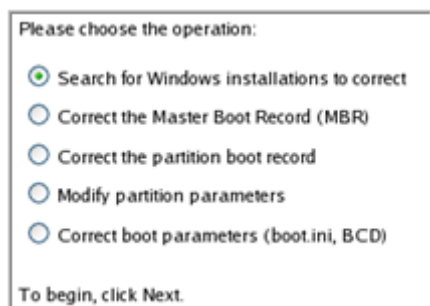 Please choose the operation:
Search for Windows installations to correct
Correct the Master Boot Record (MBR)
Correct the partition boot record
Modify partition parameters
Correct boot parameters (boot.ini, BCD)
To begin, click Next.